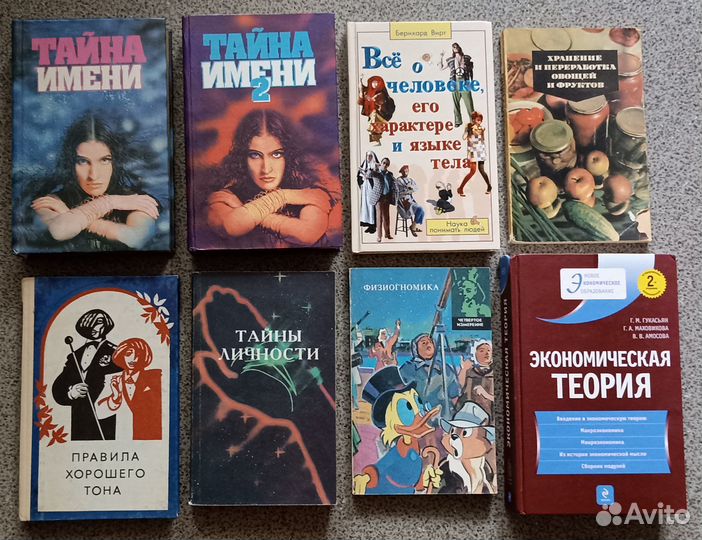 ТАЙНА
ИМЕНИ
ТАЙНА
ИМЕНИ
2
Бернхард Вирт
Всё о
человеке,
его
характере
и языке
тела
Наука
понимать людей
ХРАНЕНИЕ
И ПЕРЕРАБОТКА
ОВОЩЕЙ
И ФРУКТОВ
ПРАВИЛА
ХОРОШЕГО
ТОНА
ТАЙНЫ
ЛИЧНОСТИ
ФИЗИОГНОМИКА
ЧЕТВЕРТОЕ
ИЗМЕРЕНИЕ
ЭКОНОМИЧЕСКАЯ ТЕОРИЯ
НОВОЕ
ЭКОНОМИЧЕСКОЕ
ОБРАЗОВАНИЕ
2-е
Г. М. ГУКАСЬЯН
Г. А. МАХОВИКОВА
В. В. АМОСОВА
ЭКОНОМИЧЕСКАЯ
ТЕОРИЯ
Введение в экономическую теорию
Макроэкономика
Микроэкономика
Из истории экономической мысли
Сборник модулей
Avito